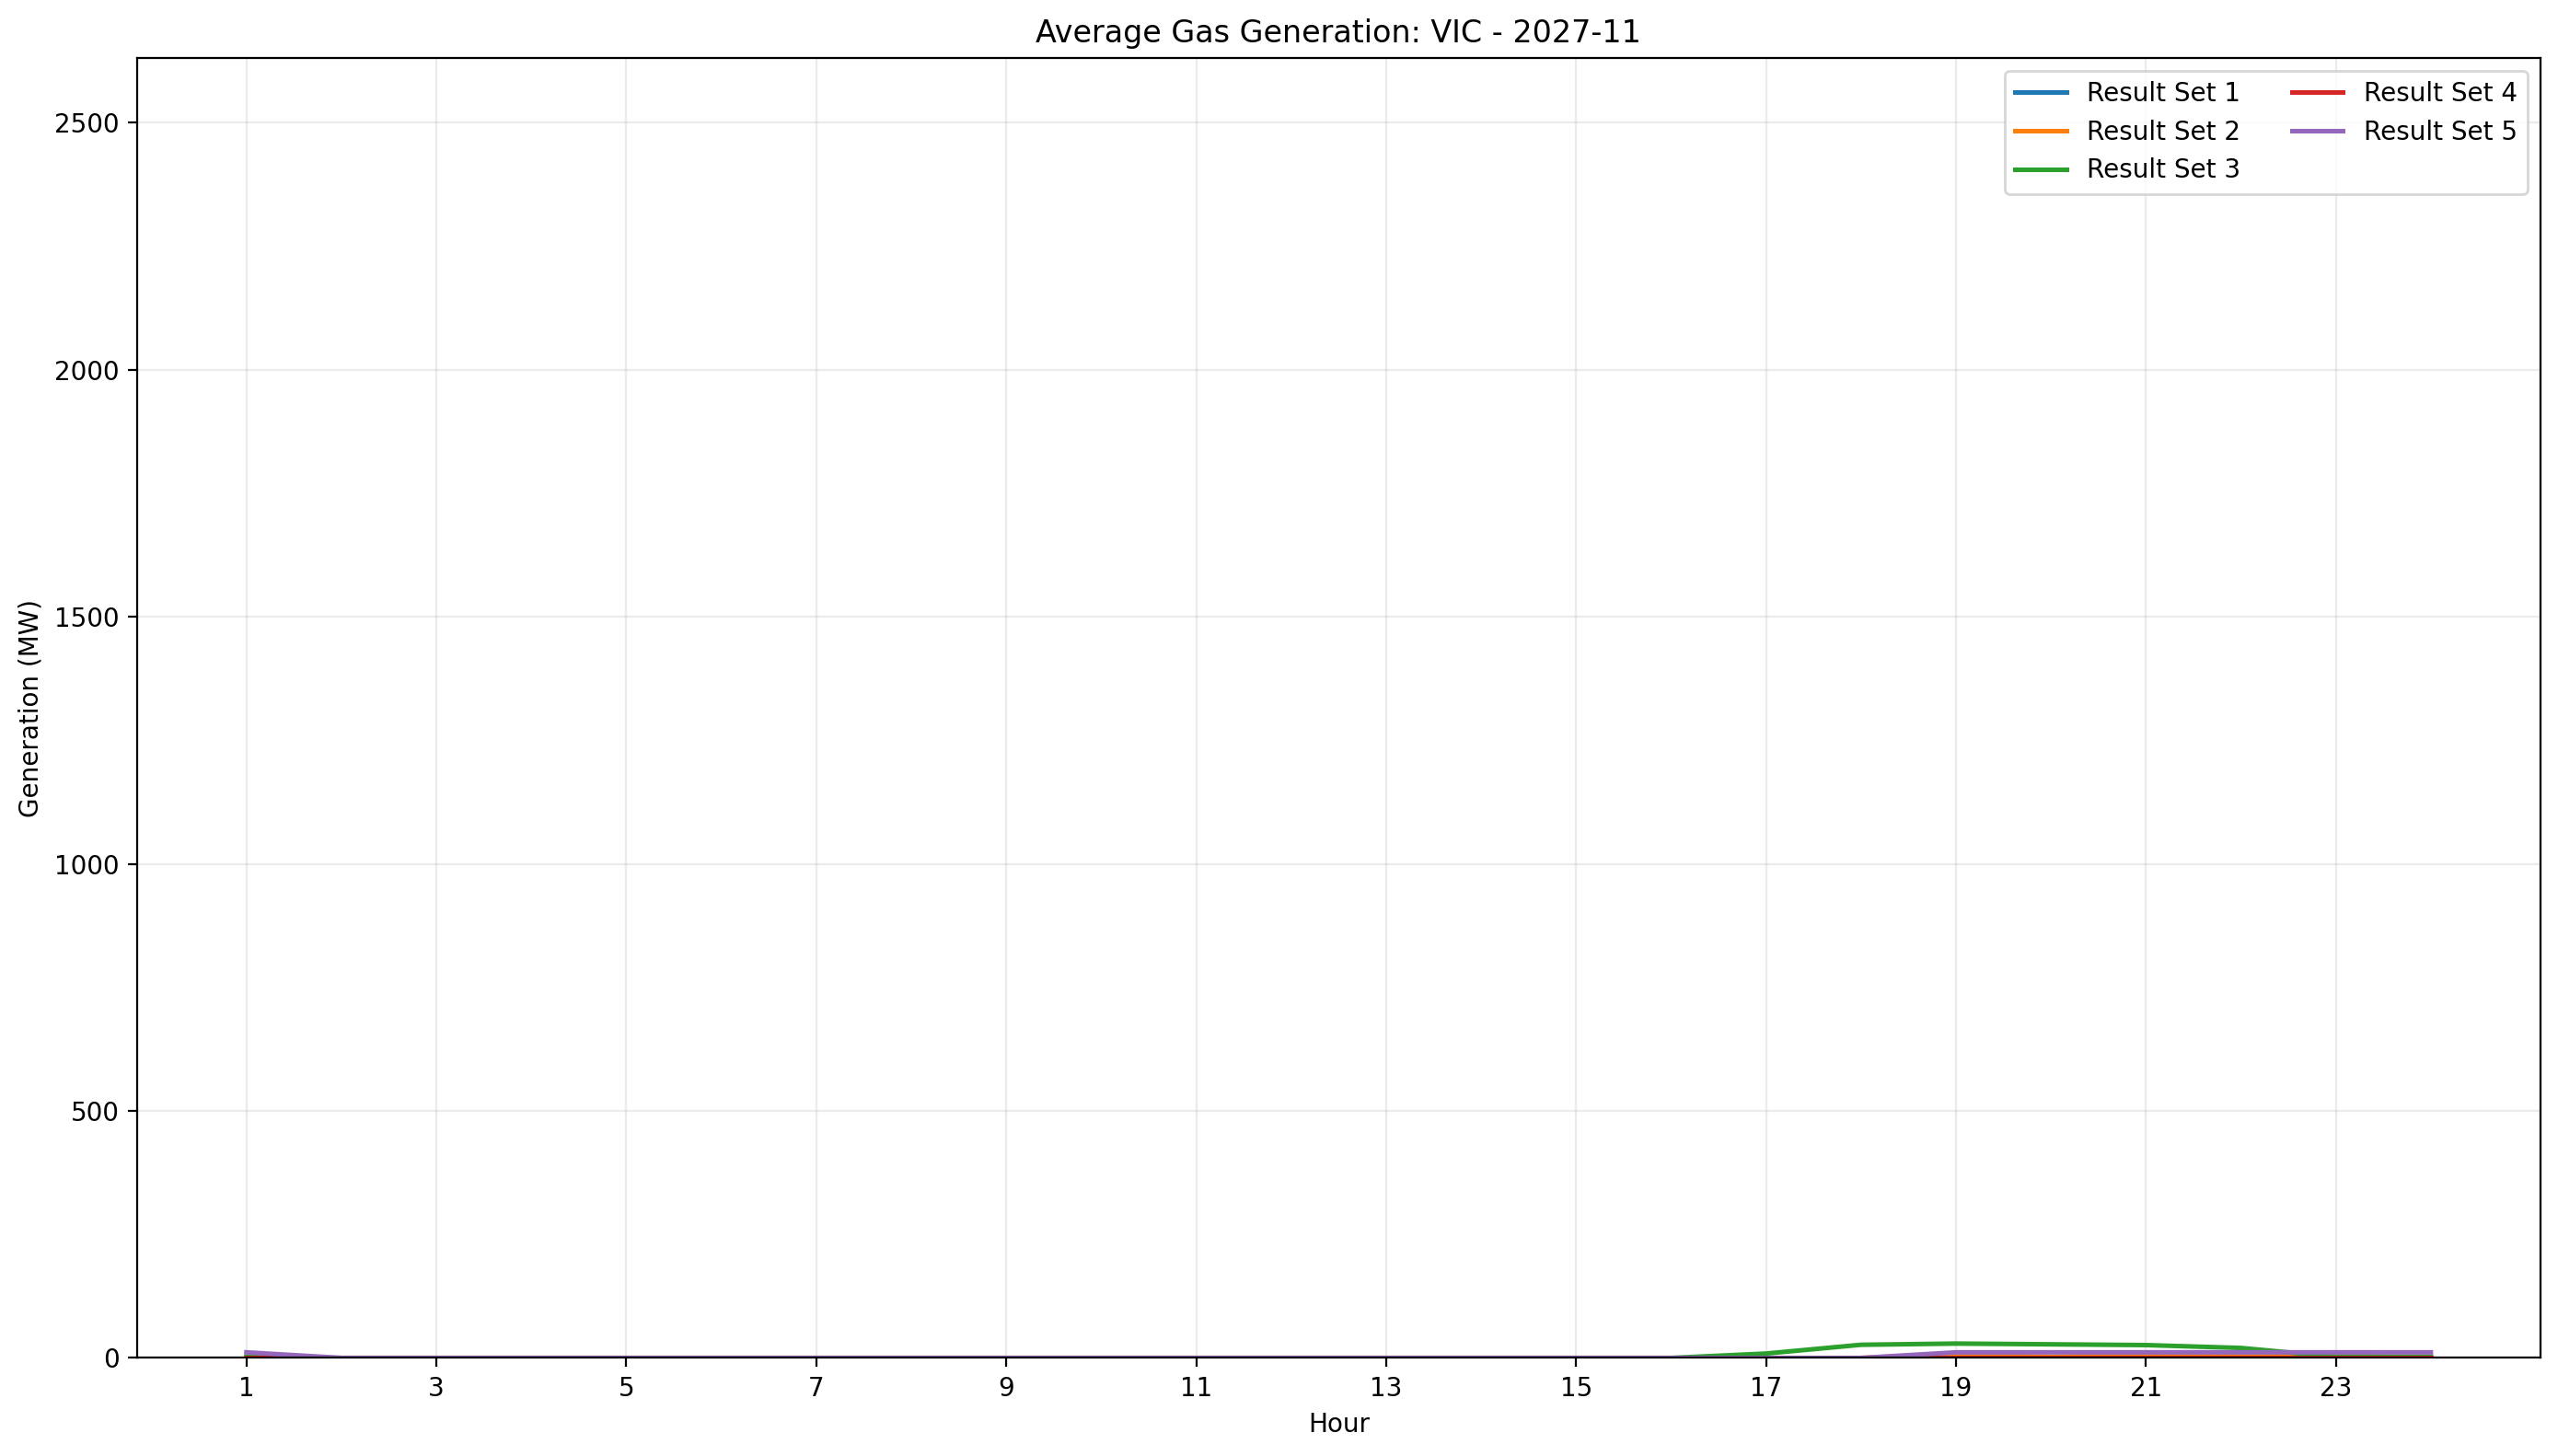 Average Gas Generation: VIC - 2027-11
Result Set 1
Result Set 2
Result Set 3
Result Set 4
Result Set 5
Generation (MW)
2500
2000
1500
1000
500
0
1 3 5 7 9 11 13 15 17 19 21 23
Hour